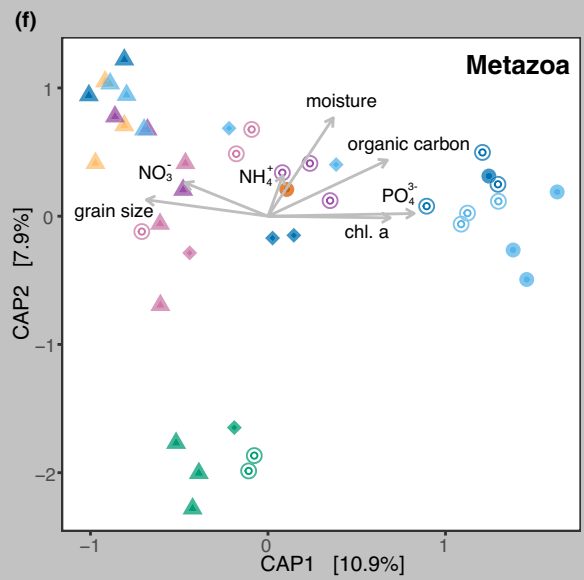 (f)
Metazoa
moisture
organic carbon
NO₃⁻
NH₄⁺
PO₄³⁻
grain size
chl. a
1
0
−1
−2
CAP2 [7.9%]
−1
0
1
CAP1 [10.9%]